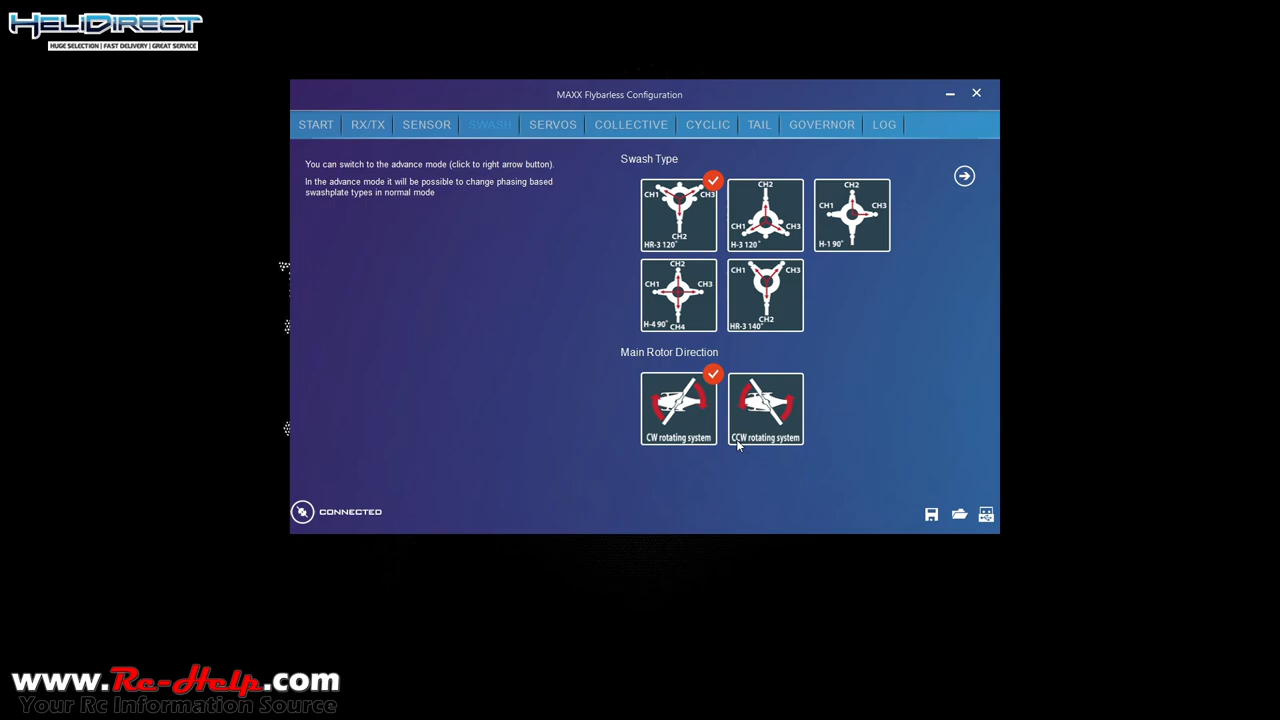 HELIDIRECT
HUGE SELECTION | FAST DELIVERY | GREAT SERVICE
MAXX Flybarless Configuration
START RX/TX SENSOR SWASH SERVOS COLLECTIVE CYCLIC TAIL GOVERNOR LOG
You can switch to the advance mode (click to right arrow button).
In the advance mode it will be possible to change phasing based
swashplate types in normal mode
Swash Type
CH1 CH3
CH2
HR-3 120°
CH2
CH1 CH3
H-3 120°
CH2
CH1 CH3
H-1 90°
CH2
CH1 CH3
H-4 90° CH4
CH1 CH3
CH2
HR-3 140°
Main Rotor Direction
CW rotating system
CCW rotating system
CONNECTED
www.Rc-Help.com
Your Rc Information Source